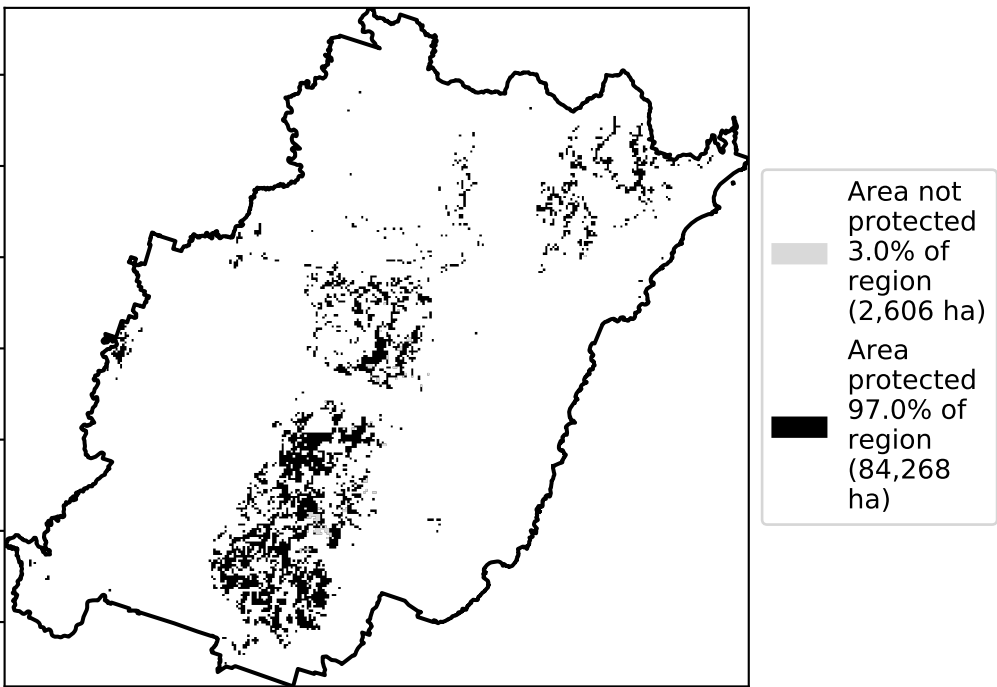 Area not
protected
3.0% of
region
(2,606 ha)
Area
protected
97.0% of
region
(84,268
ha)